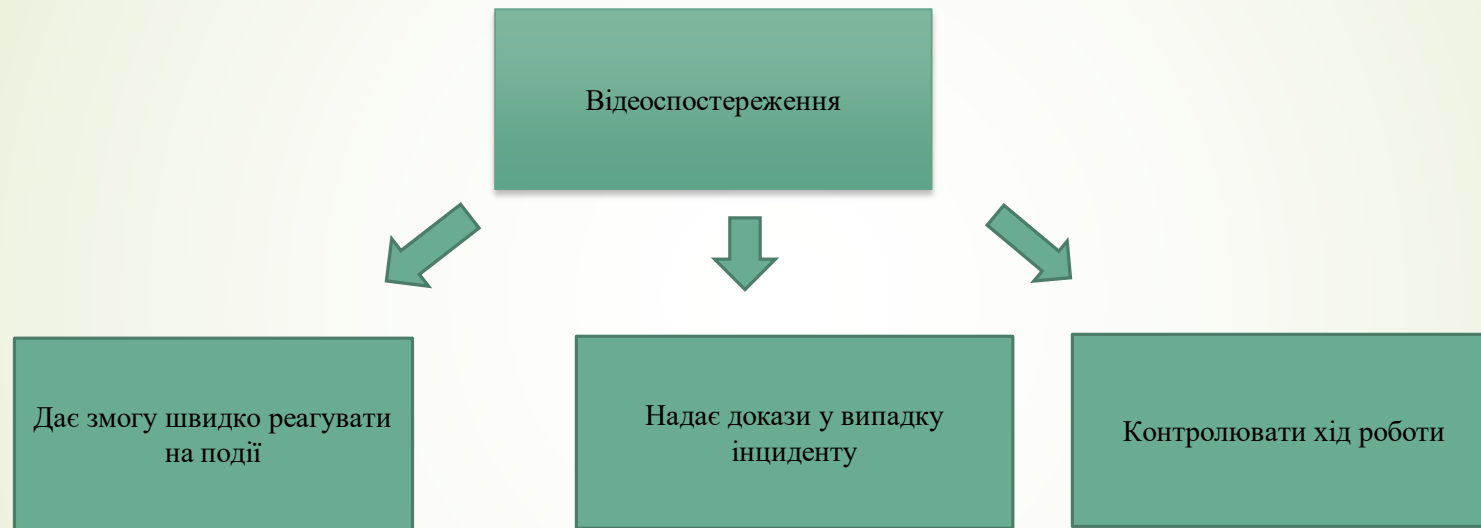 Відеоспостереження
Дає змогу швидко реагувати
на події
Надає докази у випадку
інциденту
Контролювати хід роботи